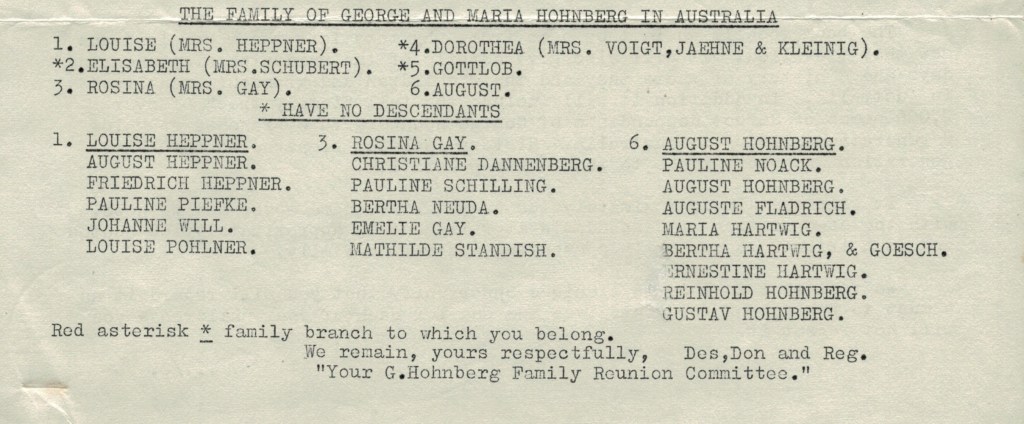 THE FAMILY OF GEORGE AND MARIA HOHNBERG IN AUSTRALIA
1. LOUISE (MRS. HEPPNER). *4.DOROTHEA (MRS. VOIGT,JAEHNE & KLEINIG).
*2.ELISABETH (MRS.SCHUBERT). *5.GOTTLOB.
3. ROSINA (MRS. GAY). 6.AUGUST.
* HAVE NO DESCENDANTS
1. LOUISE HEPPNER. 3. ROSINA GAY. 6. AUGUST HOHNBERG.
AUGUST HEPPNER. CHRISTIANE DANNENBERG. PAULINE NOACK.
FRIEDRICH HEPPNER. PAULINE SCHILLING. AUGUST HOHNBERG.
PAULINE PIEFKE. BERTHA NEUDA. AUGUSTE FLADRICH.
JOHANNE WILL. EMELIE GAY. MARIA HARTWIG.
LOUISE POHLNER. MATHILDE STANDISH. BERTHA HARTWIG, & GOESCH.
ERNESTINE HARTWIG.
REINHOLD HOHNBERG.
GUSTAV HOHNBERG.
Red asterisk * family branch to which you belong.
We remain, yours respectfully, Des,Don and Reg.
"Your G.Hohnberg Family Reunion Committee."